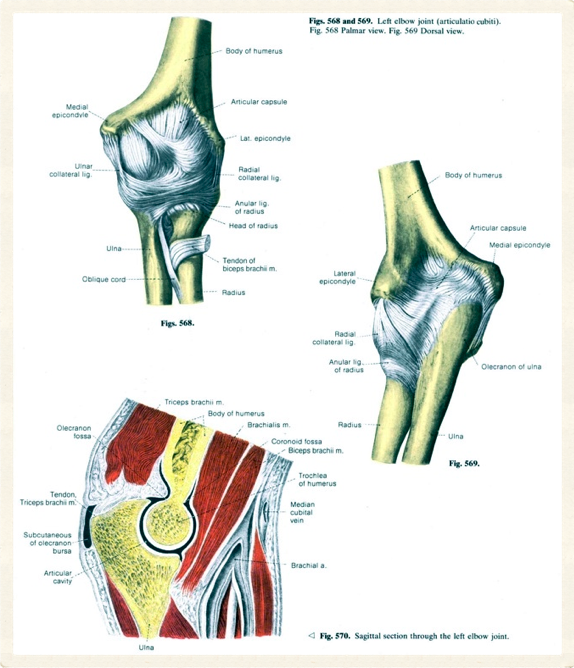 Figs. 568 and 569. Left elbow joint (articulatio cubiti).
Fig. 568 Palmar view. Fig. 569 Dorsal view.
Body of humerus
Articular capsule
Medial
epicondyle
Lat. epicondyle
Ulnar
collateral lig.
Radial
collateral lig.
Anular lig.
of radius
Head of radius
Ulna
Tendon of
biceps brachii m.
Oblique cord
Radius
Figs. 568.
Body of humerus
Articular capsule
Medial epicondyle
Lateral
epicondyle
Radial
collateral lig.
Anular lig.
of radius
Olecranon of ulna
Radius
Ulna
Fig. 569.
Triceps brachii m.
Body of humerus
Brachialis m.
Olecranon
fossa
Coronoid fossa
Biceps brachii m.
Trochlea
of humerus
Tendon,
Triceps brachii m.
Median
cubital
vein
Subcutaneous
of olecranon
bursa
Articular
cavity
Brachial a.
Ulna
◁ Fig. 570. Sagittal section through the left elbow joint.